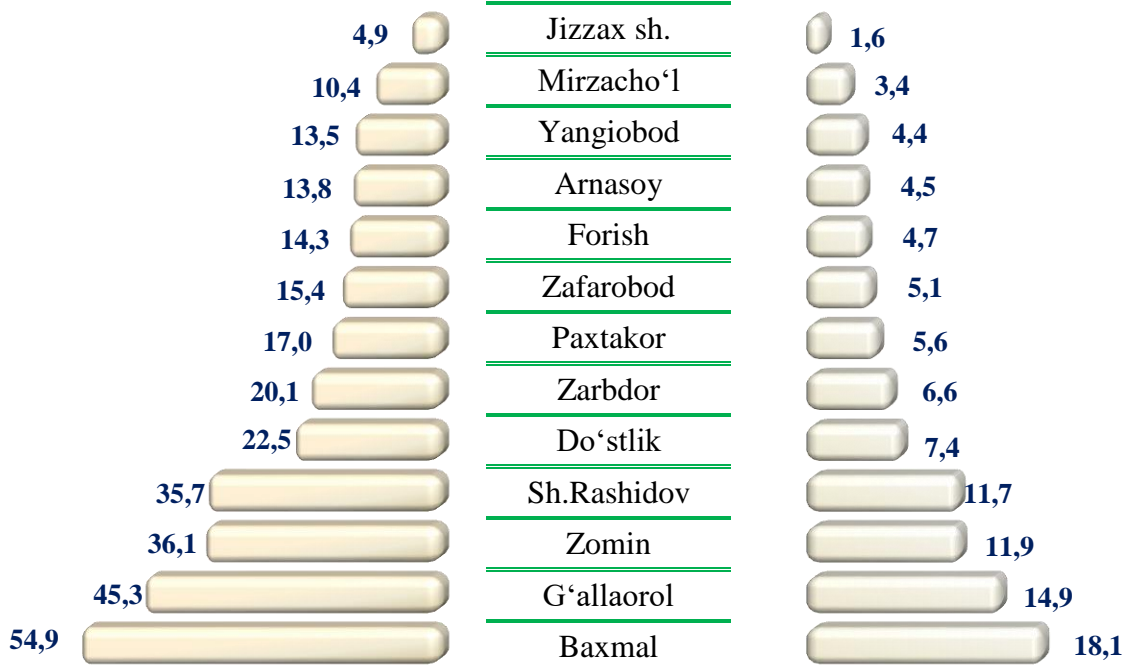 4,9 Jizzax sh. 1,6
10,4 Mirzacho‘l 3,4
13,5 Yangiobod 4,4
13,8 Arnasoy 4,5
14,3 Forish 4,7
15,4 Zafarobod 5,1
17,0 Paxtakor 5,6
20,1 Zarbdor 6,6
22,5 Do‘stlik 7,4
35,7 Sh.Rashidov 11,7
36,1 Zomin 11,9
45,3 G‘allaorol 14,9
54,9 Baxmal 18,1